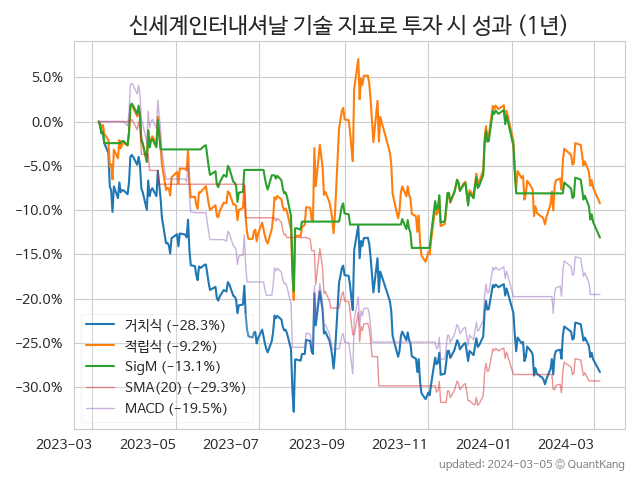 신세계인터내셔날 기술 지표로 투자 시 성과 (1년)
5.0%
0.0%
−5.0%
−10.0%
−15.0%
−20.0%
−25.0%
−30.0%
거치식 (−28.3%)
적립식 (−9.2%)
SigM (−13.1%)
SMA(20) (−29.3%)
MACD (−19.5%)
2023−03 2023−05 2023−07 2023−09 2023−11 2024−01 2024−03
updated: 2024−03−05 ⓒ QuantKang